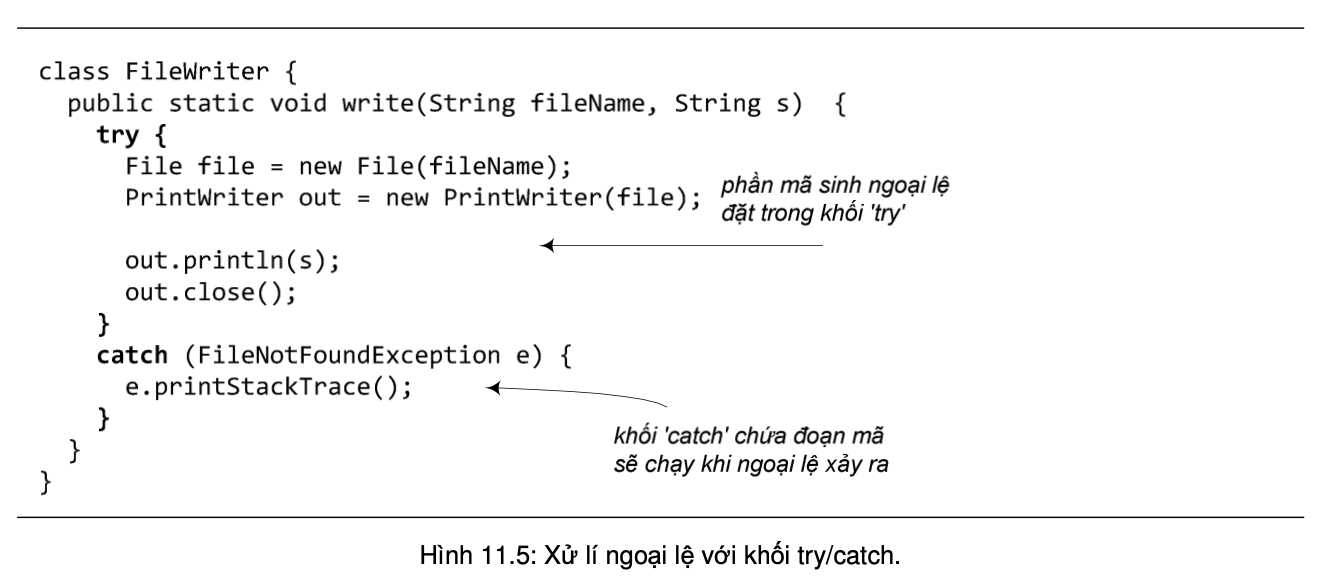 class FileWriter {
public static void write(String fileName, String s)  {
try {
File file = new File(fileName);
PrintWriter out = new PrintWriter(file);
phần mã sinh ngoại lệ
đặt trong khối 'try'
out.println(s);
out.close();
}
catch (FileNotFoundException e) {
e.printStackTrace();
}
khối 'catch' chứa đoạn mã
sẽ chạy khi ngoại lệ xảy ra
}
}
Hình 11.5: Xử lí ngoại lệ với khối try/catch.